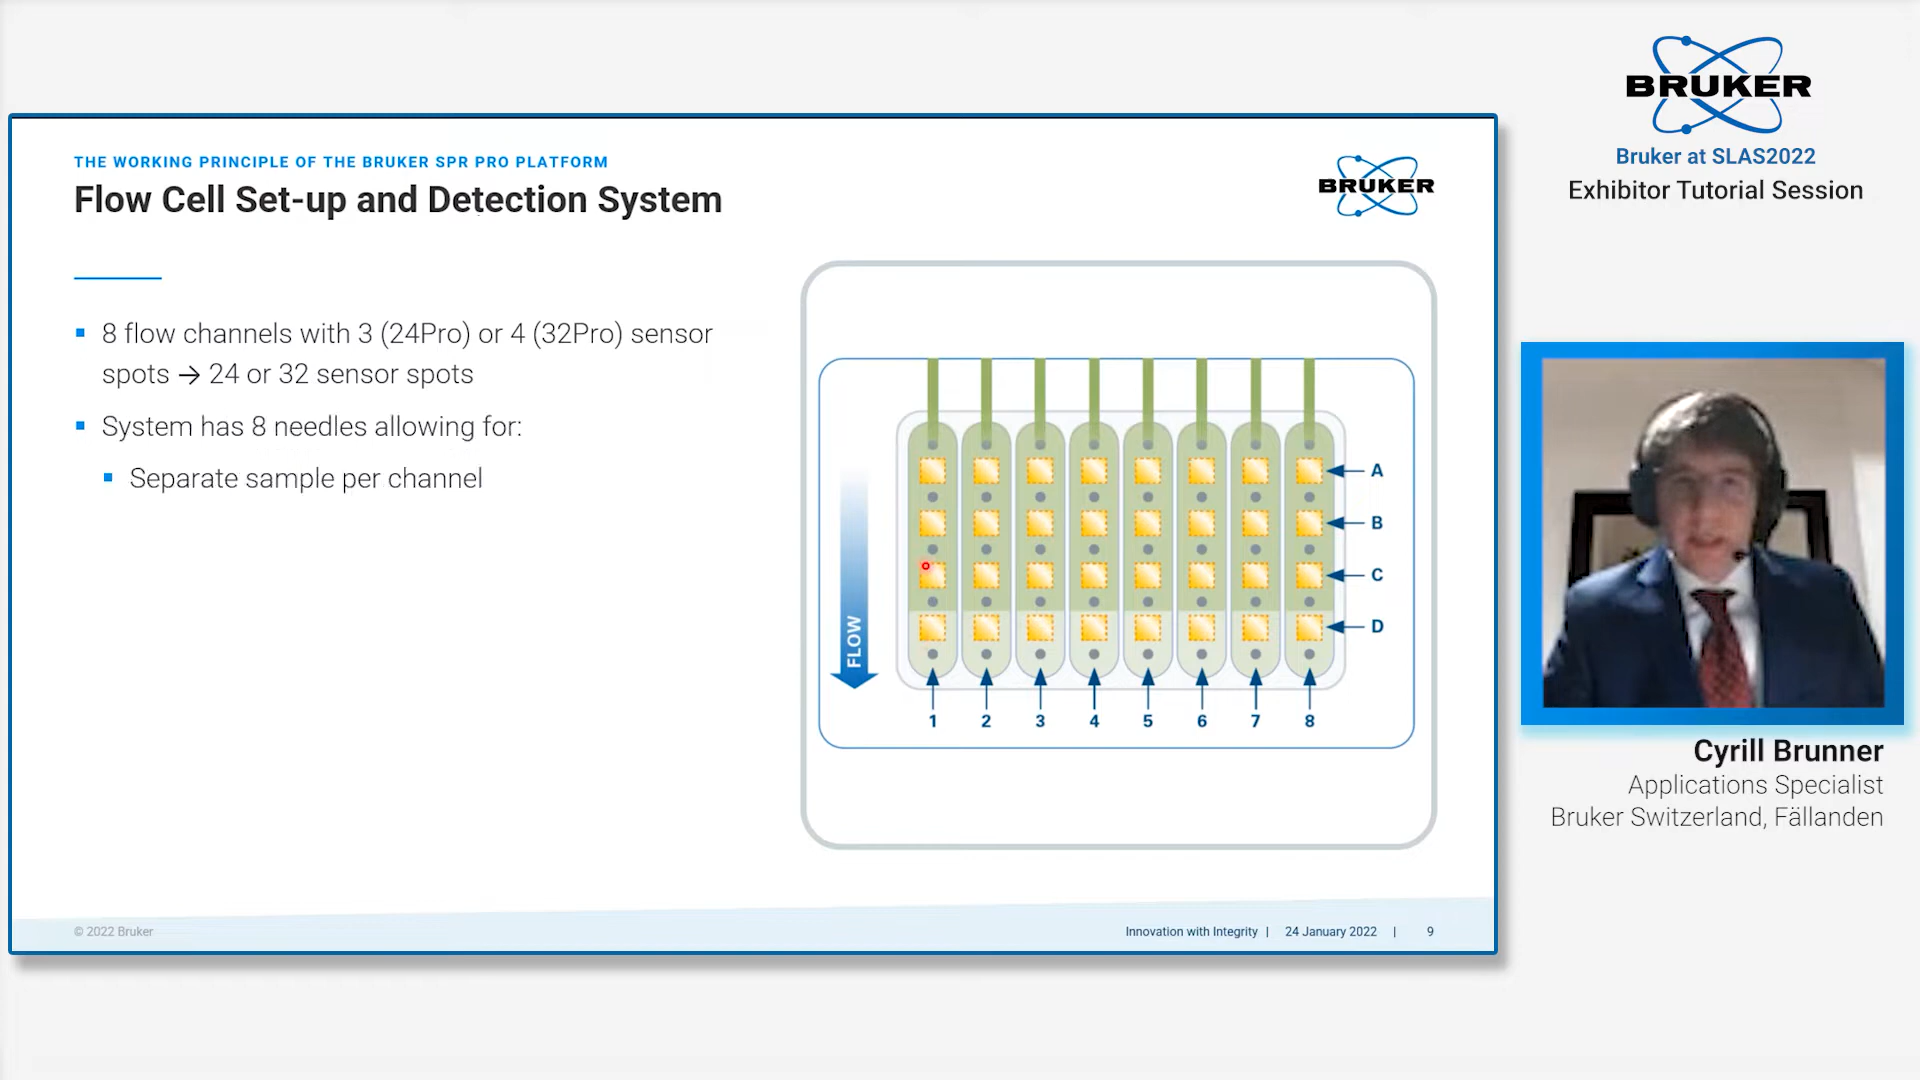 BRUKER
Bruker at SLAS2022
Exhibitor Tutorial Session
THE WORKING PRINCIPLE OF THE BRUKER SPR PRO PLATFORM
Flow Cell Set-up and Detection System
BRUKER
8 flow channels with 3 (24Pro) or 4 (32Pro) sensor
spots → 24 or 32 sensor spots
System has 8 needles allowing for:
Separate sample per channel
FLOW
A
B
C
D
1 2 3 4 5 6 7 8
Cyrill Brunner
Applications Specialist
Bruker Switzerland, Fällanden
© 2022 Bruker
Innovation with Integrity | 24 January 2022 | 9